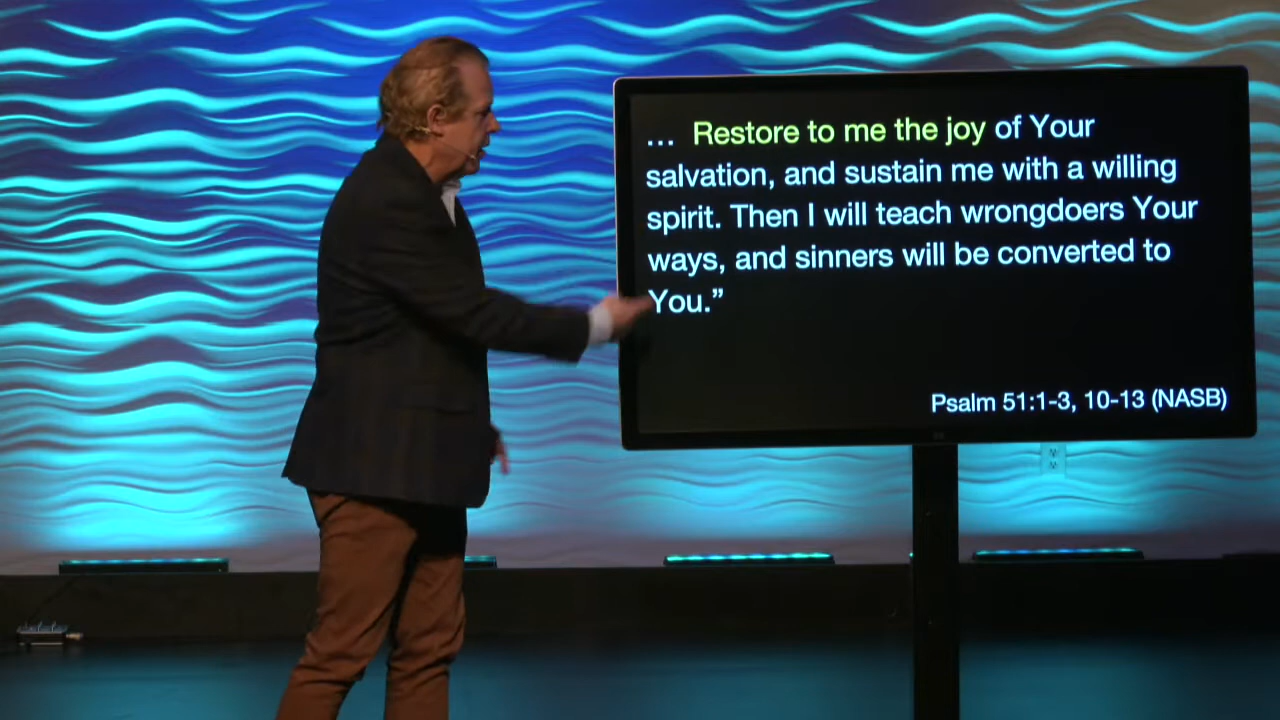 … Restore to me the joy of Your
salvation, and sustain me with a willing
spirit. Then I will teach wrongdoers Your
ways, and sinners will be converted to
You.”
Psalm 51:1-3, 10-13 (NASB)